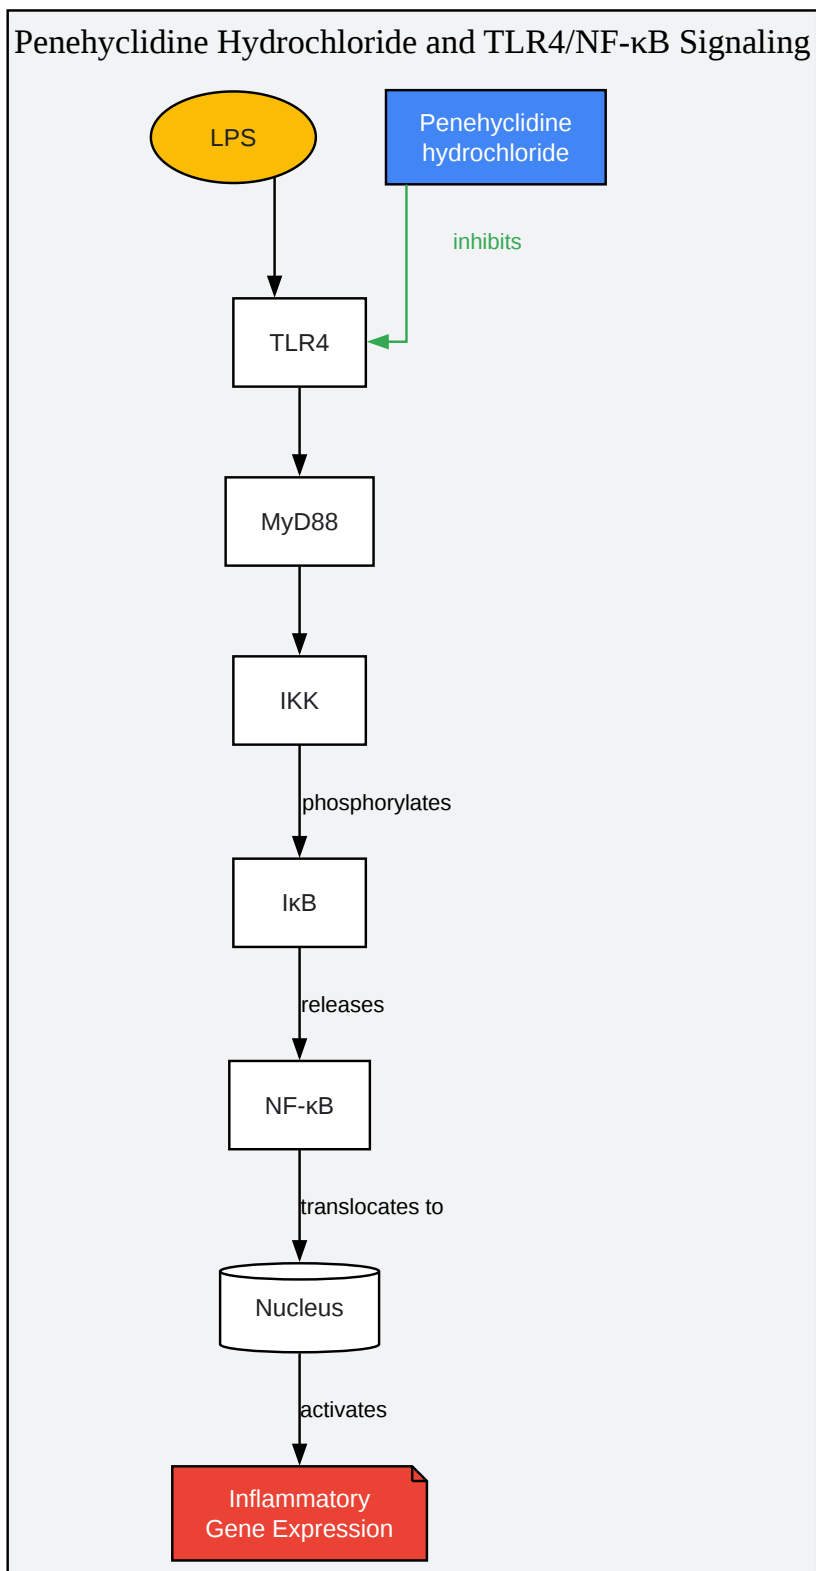 Penehyclidine Hydrochloride and TLR4/NF-κB Signaling
LPS
Penehyclidine
hydrochloride
inhibits
TLR4
MyD88
IKK
phosphorylates
IκB
releases
NF-κB
translocates to
Nucleus
activates
Inflammatory
Gene Expression